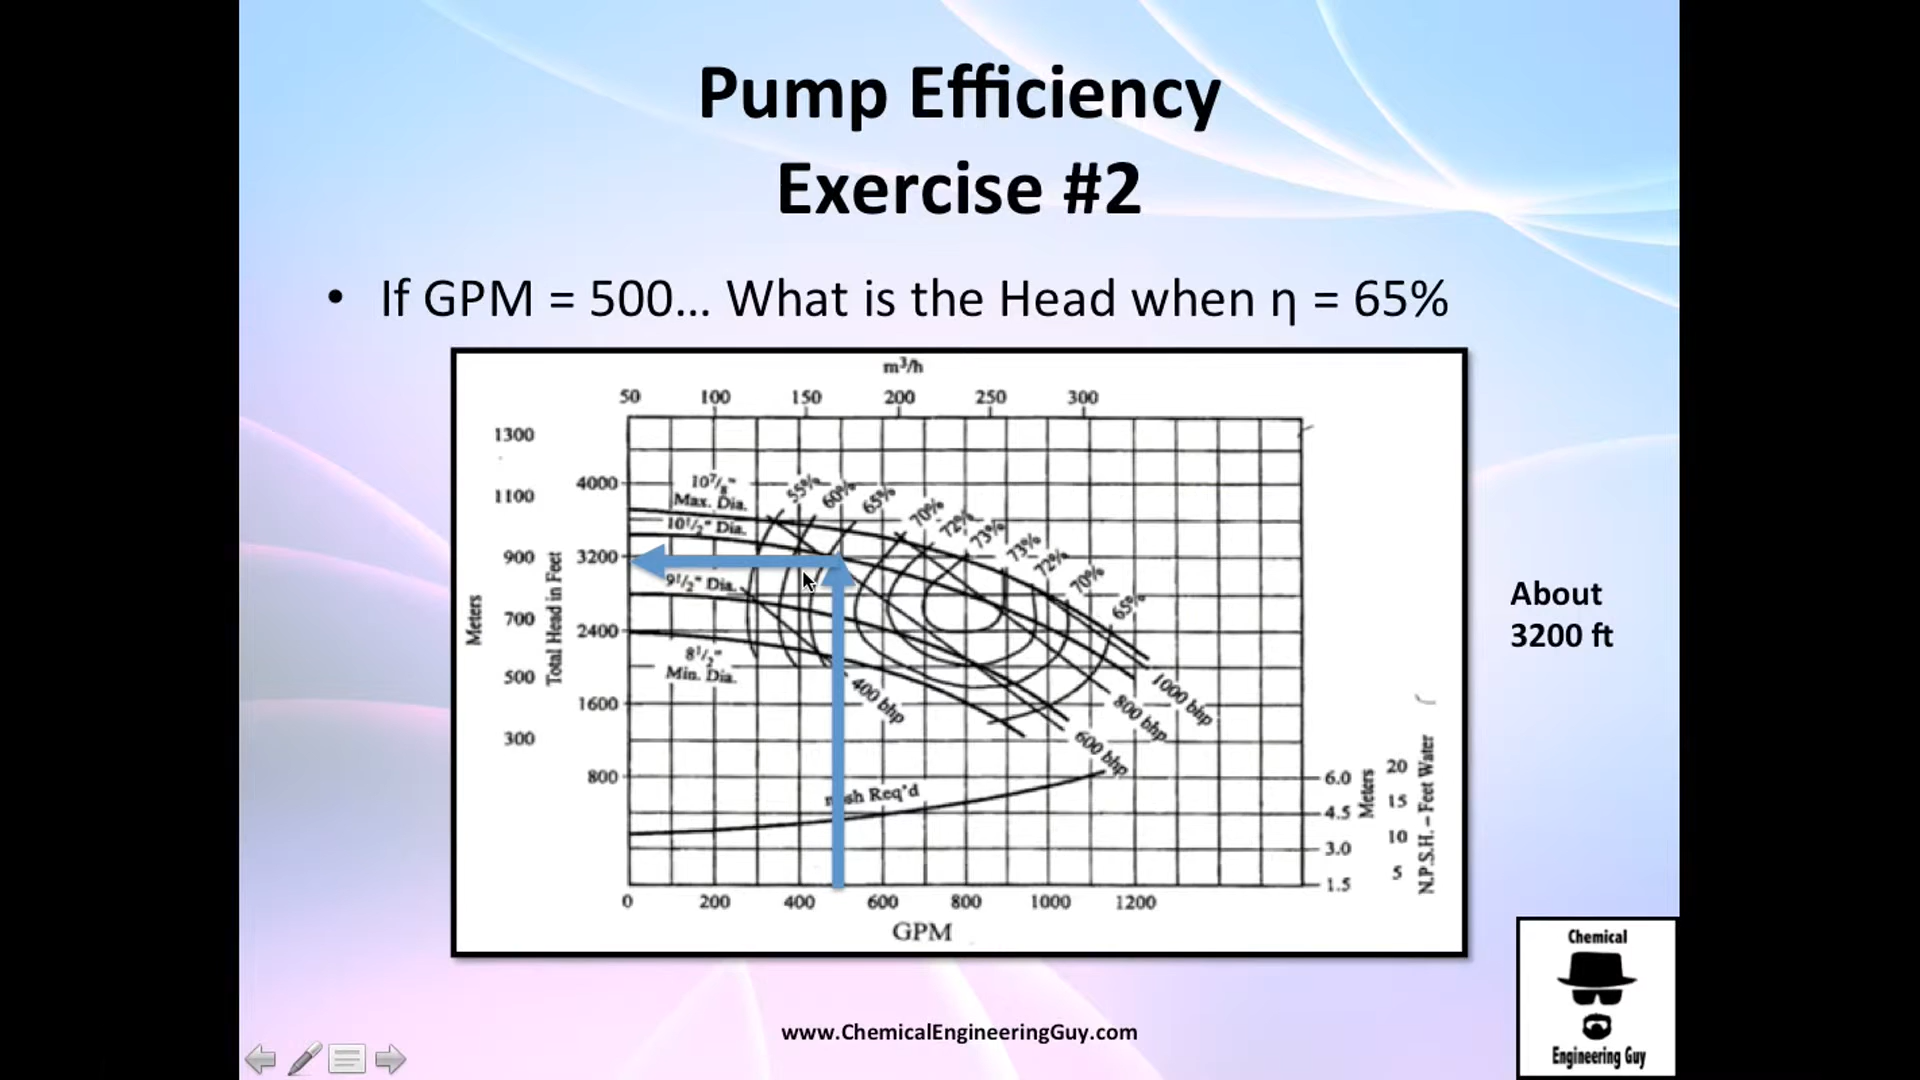 Pump Efficiency
Exercise #2
• If GPM = 500... What is the Head when η = 65%
m³/h
50 100 150 200 250 300
1300
1100
900
700
500
300
Meters
4000
3200
2400
1600
800
Total Head in Feet
10⁷/₈"
Max. Dia.
10¹/₂" Dia.
9¹/₂" Dia.
8¹/₂"
Min. Dia.
55% 60% 65% 70% 72% 73% 73% 72% 70% 65%
400 bhp
600 bhp
800 bhp
1000 bhp
sh Req'd
6.0
4.5
3.0
1.5
Meters
20
15
10
5
N.P.S.H. – Feet Water
0 200 400 600 800 1000 1200
GPM
About
3200 ft
Chemical
Engineering Guy
www.ChemicalEngineeringGuy.com